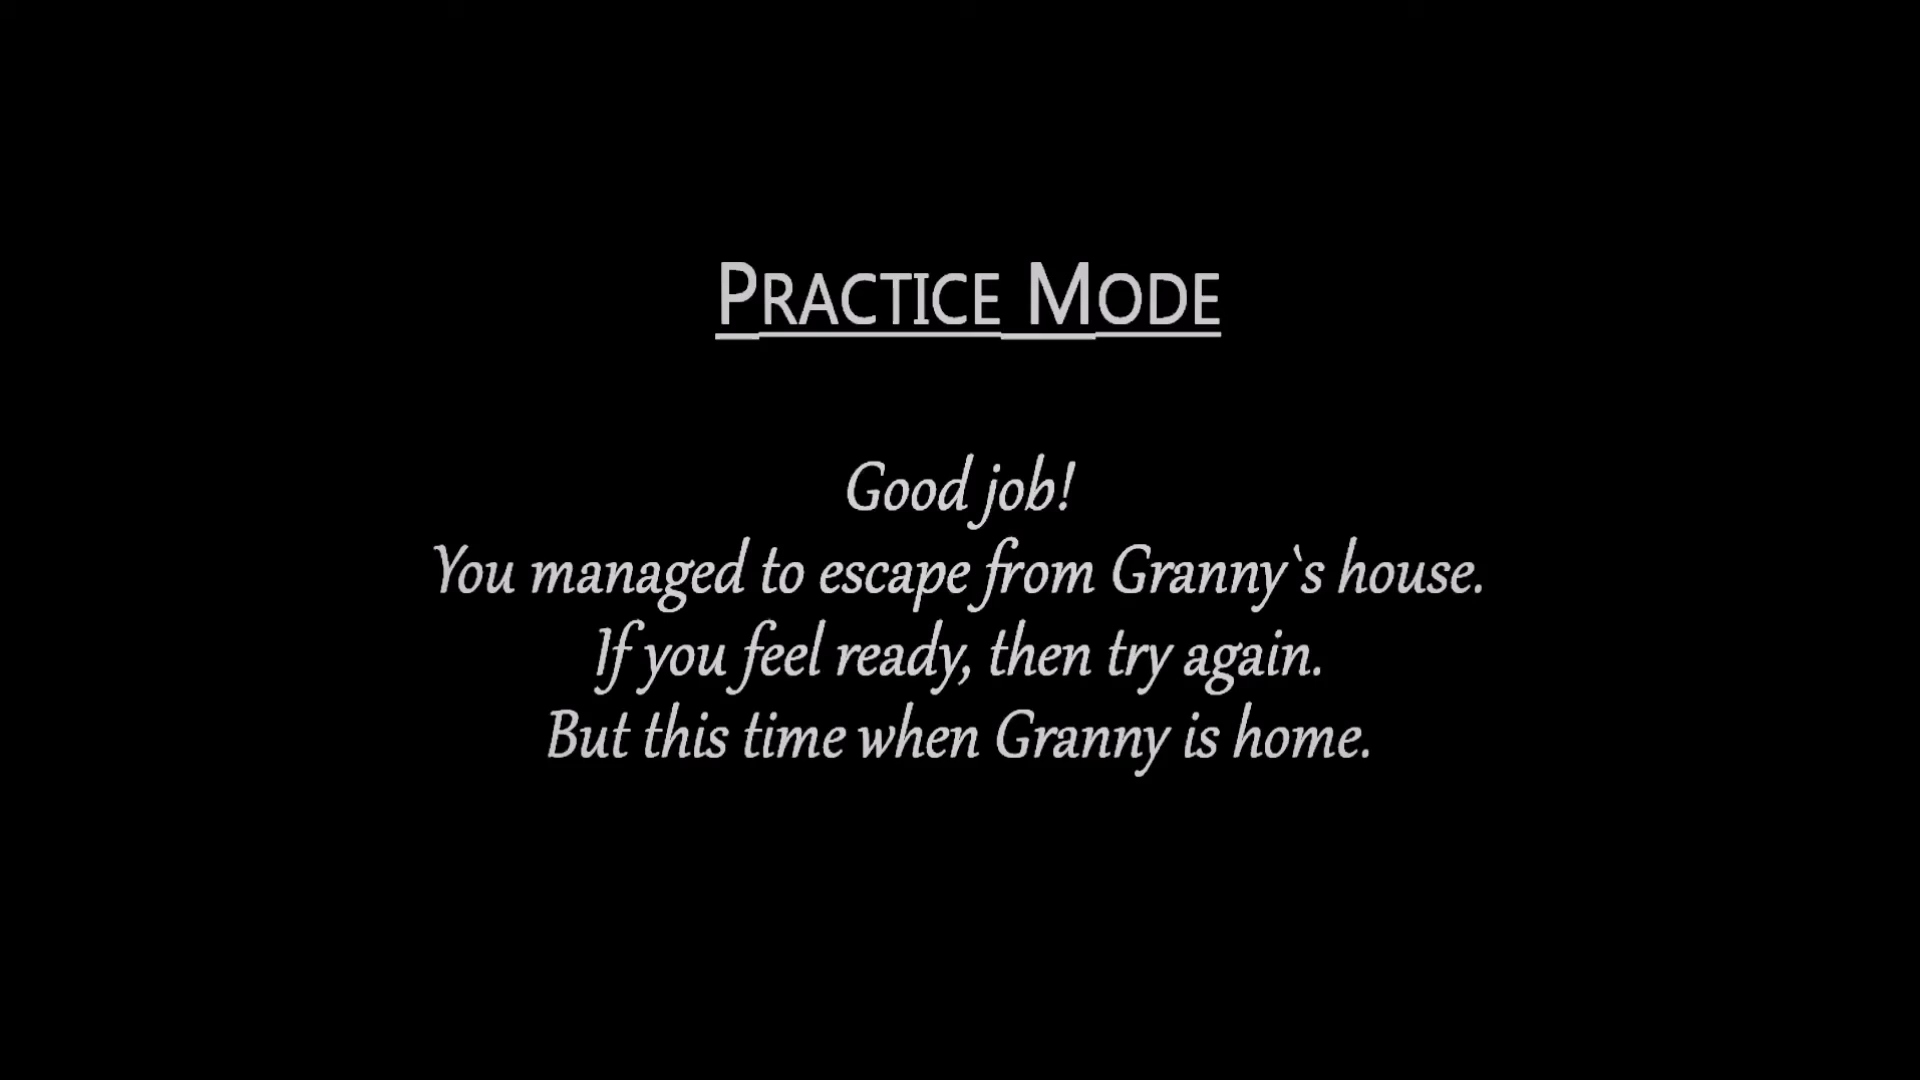 Practice Mode
Good job!
You managed to escape from Granny`s house.
If you feel ready, then try again.
But this time when Granny is home.